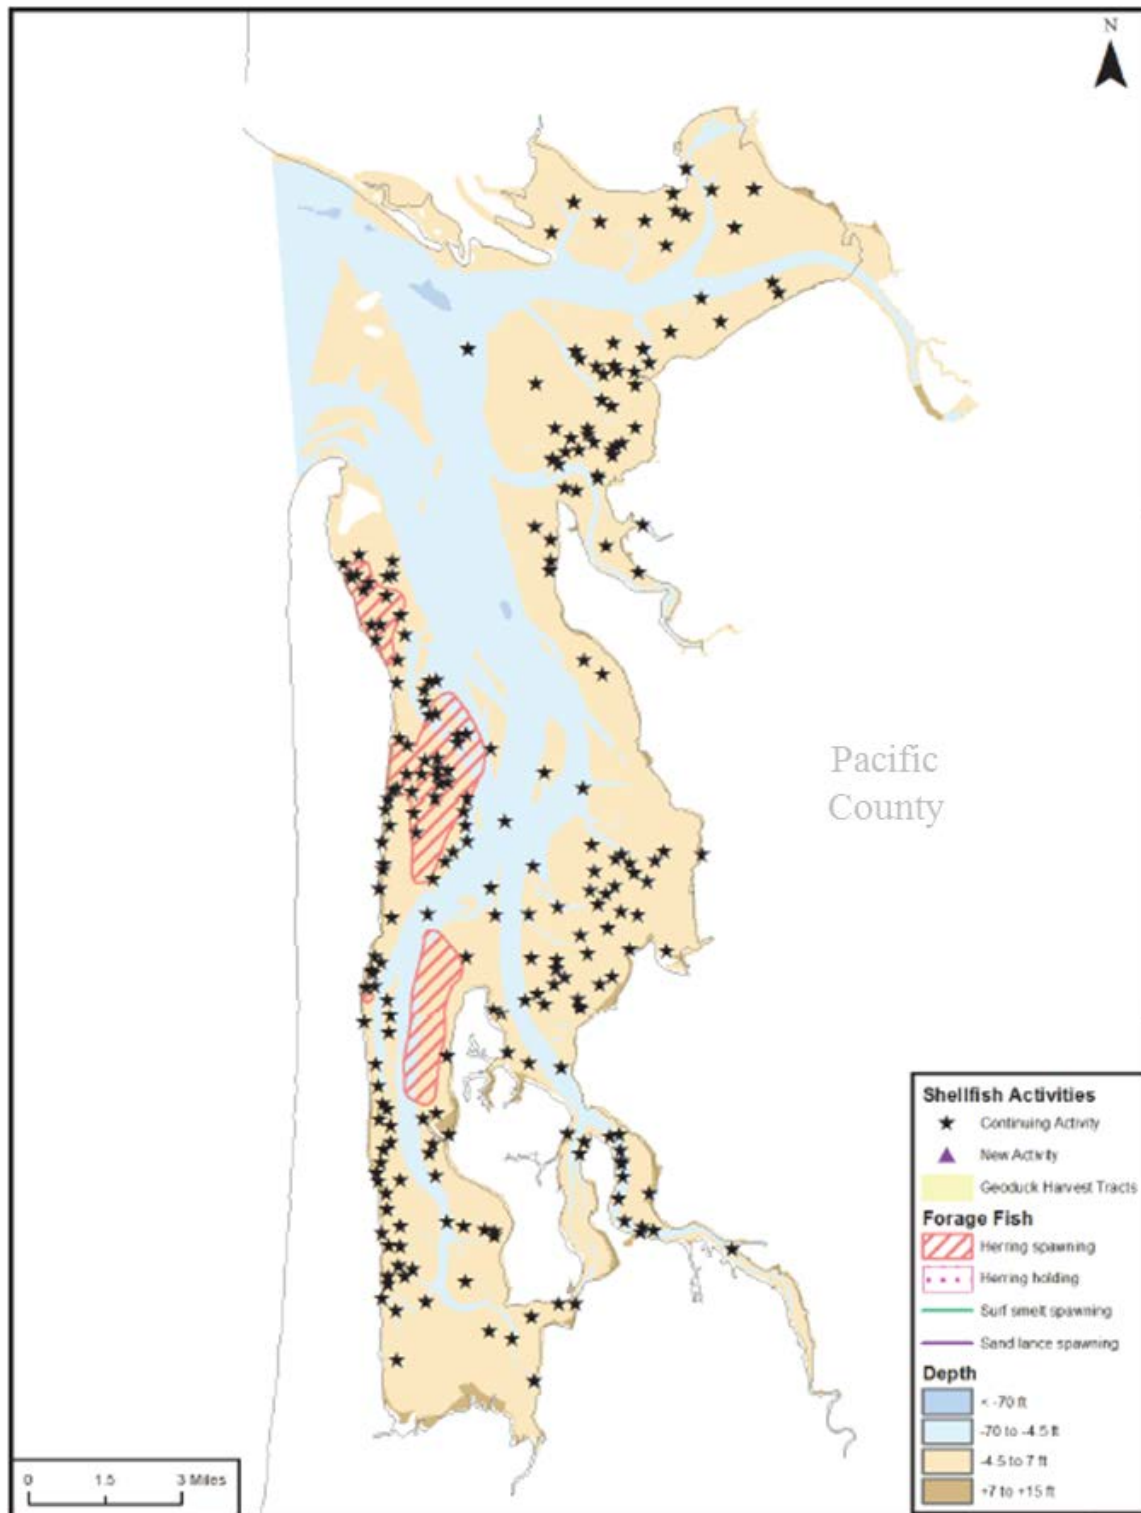 N
Pacific
County
Shellfish Activities
Continuing Activity
New Activity
Geoduck Harvest Tracts
Forage Fish
Herring spawning
Herring holding
Surf smelt spawning
Sand lance spawning
Depth
< -70 ft
-70 to -4.5 ft
-4.5 to 7 ft
+7 to +15 ft
0 1.5 3 Miles